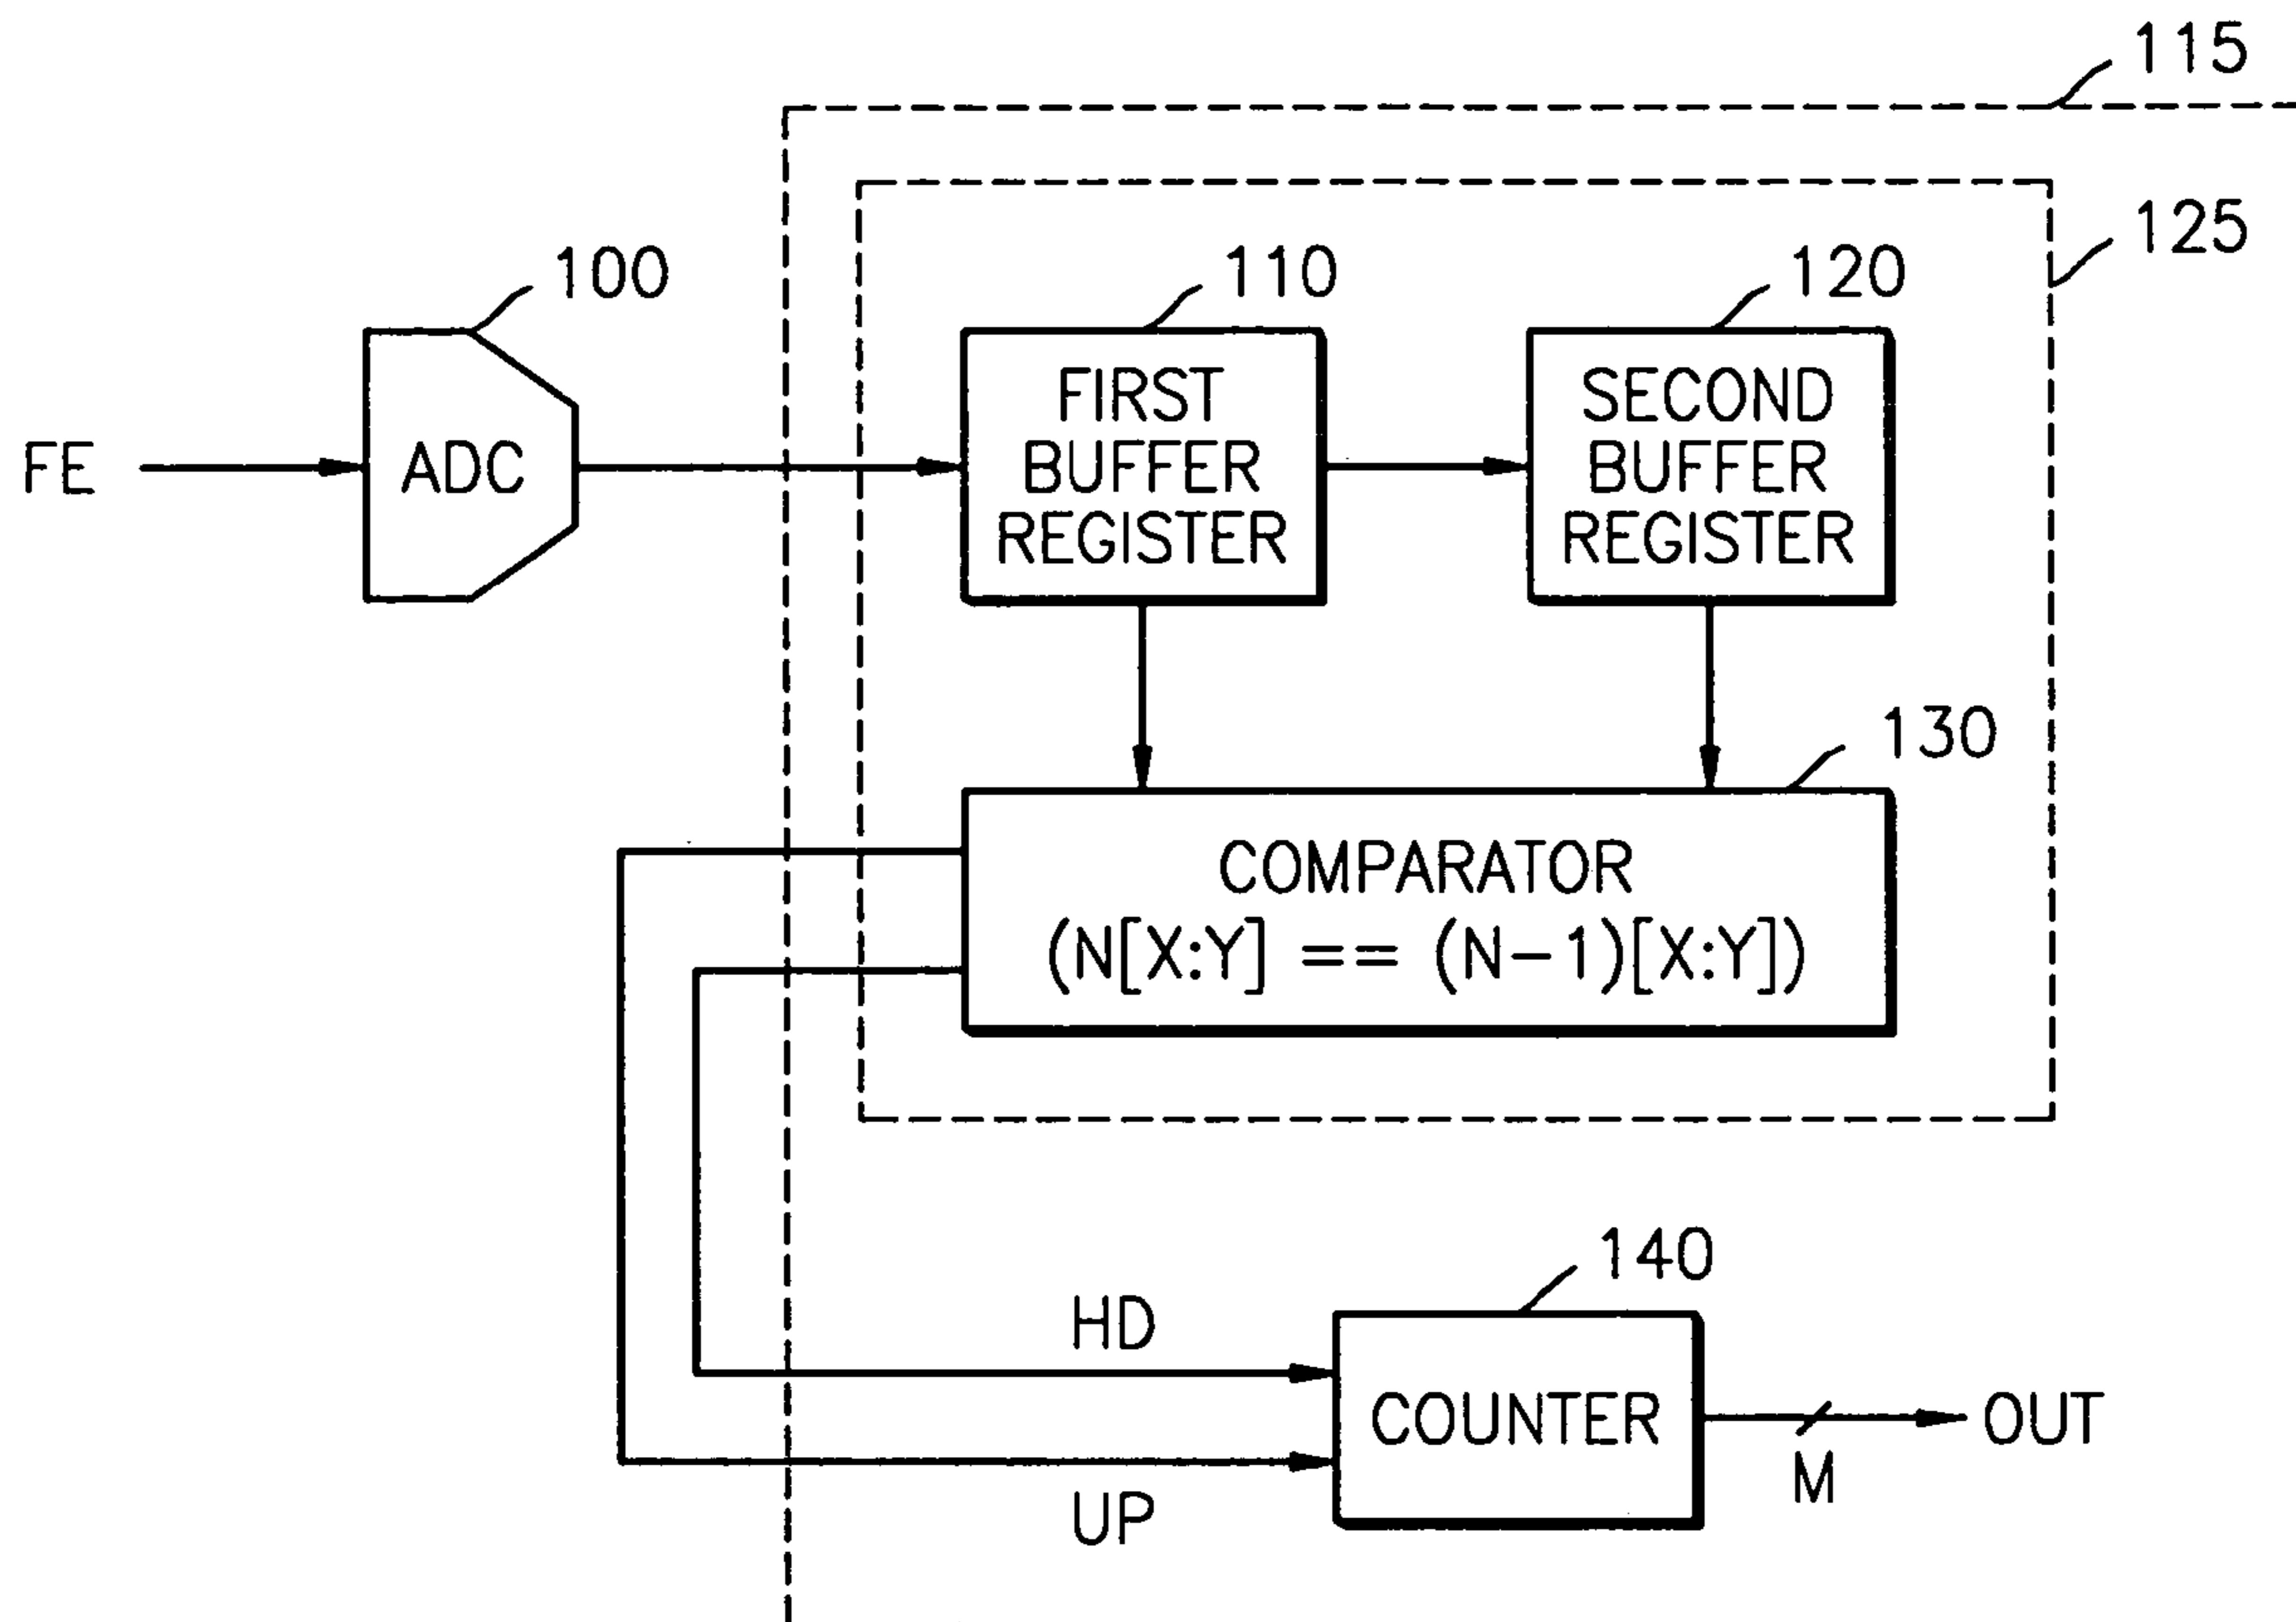 115
125
100
110
120
FE
ADC
FIRST
BUFFER
REGISTER
SECOND
BUFFER
REGISTER
130
COMPARATOR
(N[X:Y] == (N-1)[X:Y])
140
HD
COUNTER
OUT
M
UP